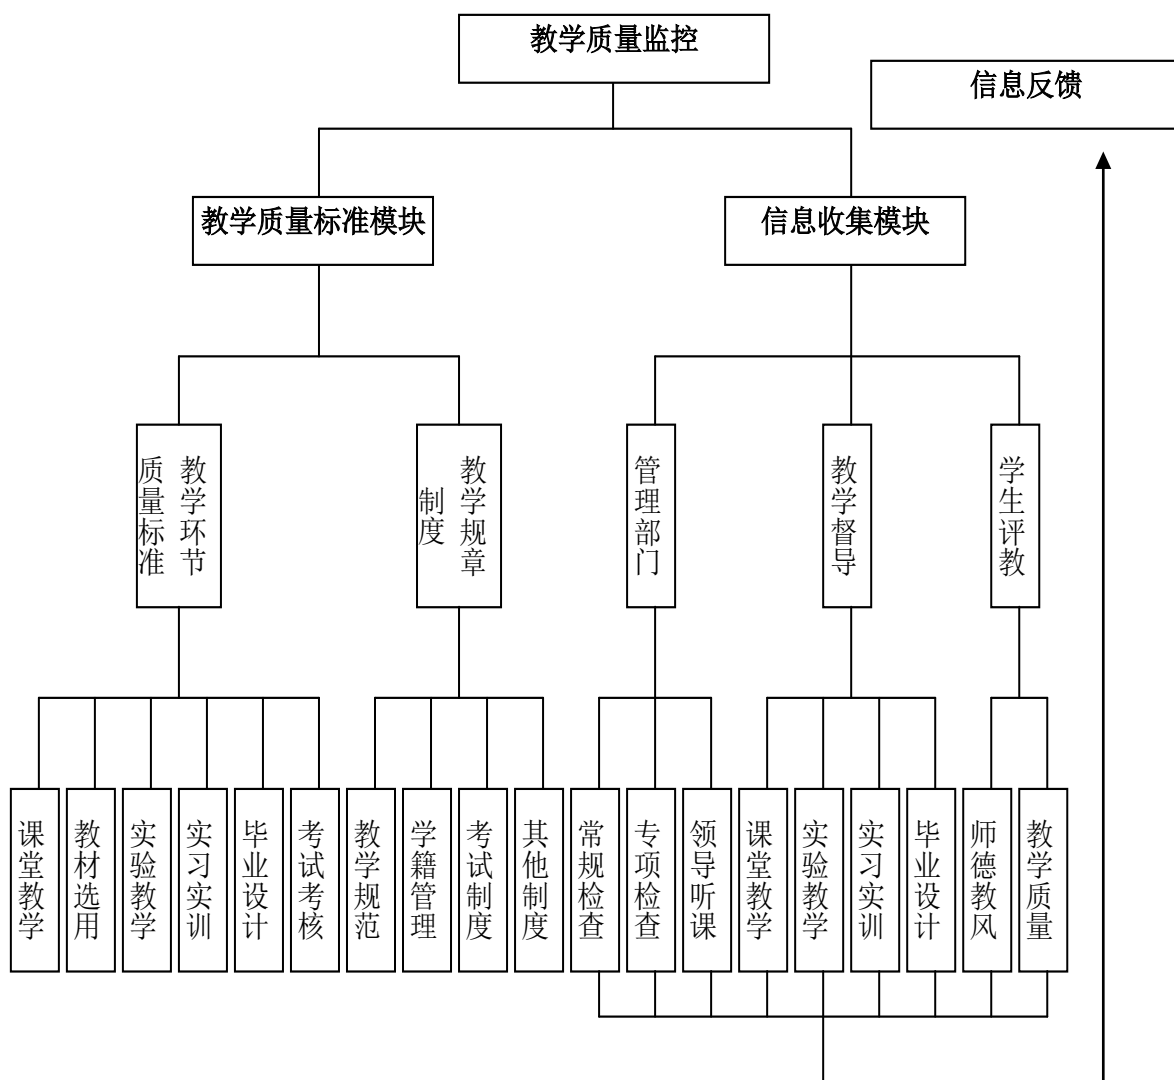 教学质量监控
信息反馈
教学质量标准模块
信息收集模块
教学环节
质量标准
教学规章
制度
管理部门
教学督导
学生评教
课堂教学
教材选用
实验教学
实习实训
毕业设计
考试考核
教学规范
学籍管理
考试制度
其他制度
常规检查
专项检查
领导听课
课堂教学
实验教学
实习实训
毕业设计
师德教风
教学质量